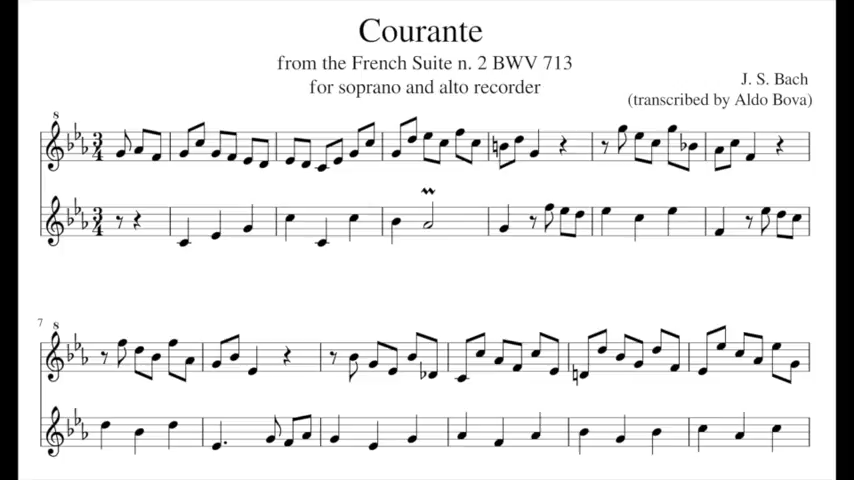 Courante
from the French Suite n. 2 BWV 713
for soprano and alto recorder
J. S. Bach
(transcribed by Aldo Bova)
8
3
4
3
4
7
8